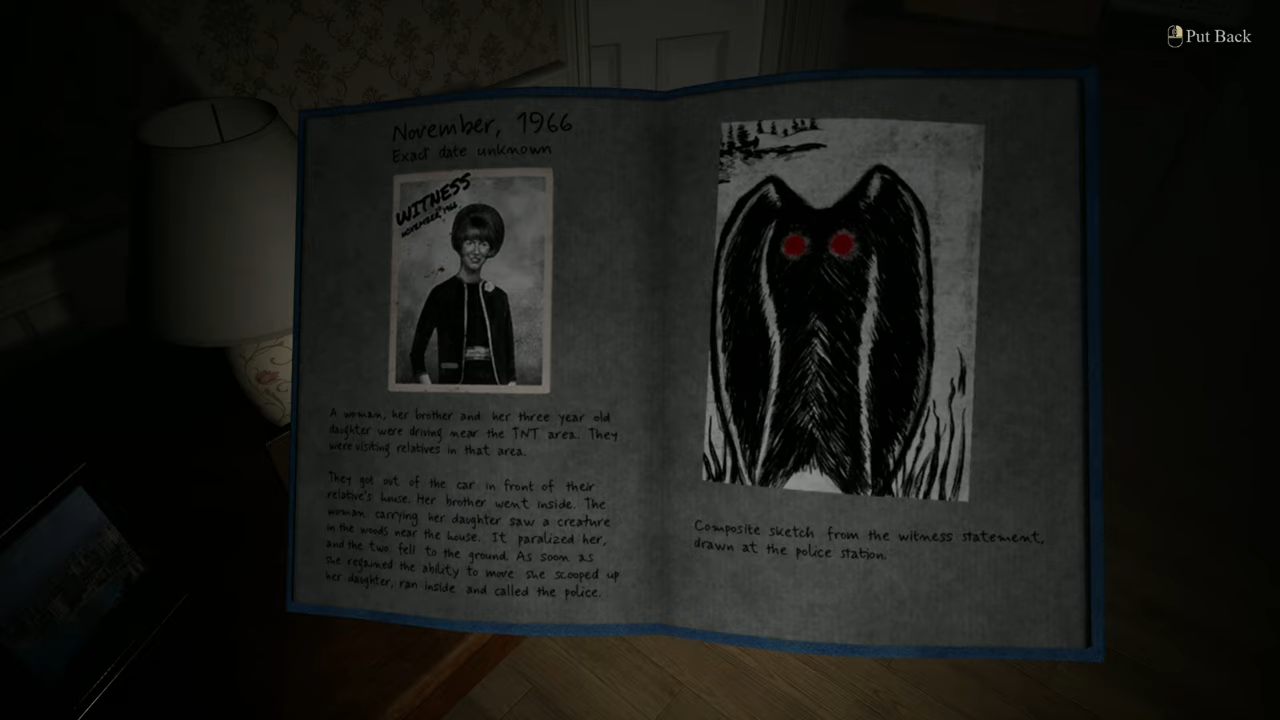 Put Back
November, 1966
Exact date unknown
WITNESS
NOVEMBER, 1966
A woman, her brother and her three year old
daughter were driving near the TNT area. They
were visiting relatives in that area.
They got out of the car in front of their
relative's house. Her brother went inside. The
woman carrying her daughter saw a creature
in the woods near the house. It paralized her,
and the two fell to the ground. As soon as
she regained the ability to move she scooped up
her daughter, ran inside and called the police.
Composite sketch from the witness statement,
drawn at the police station.